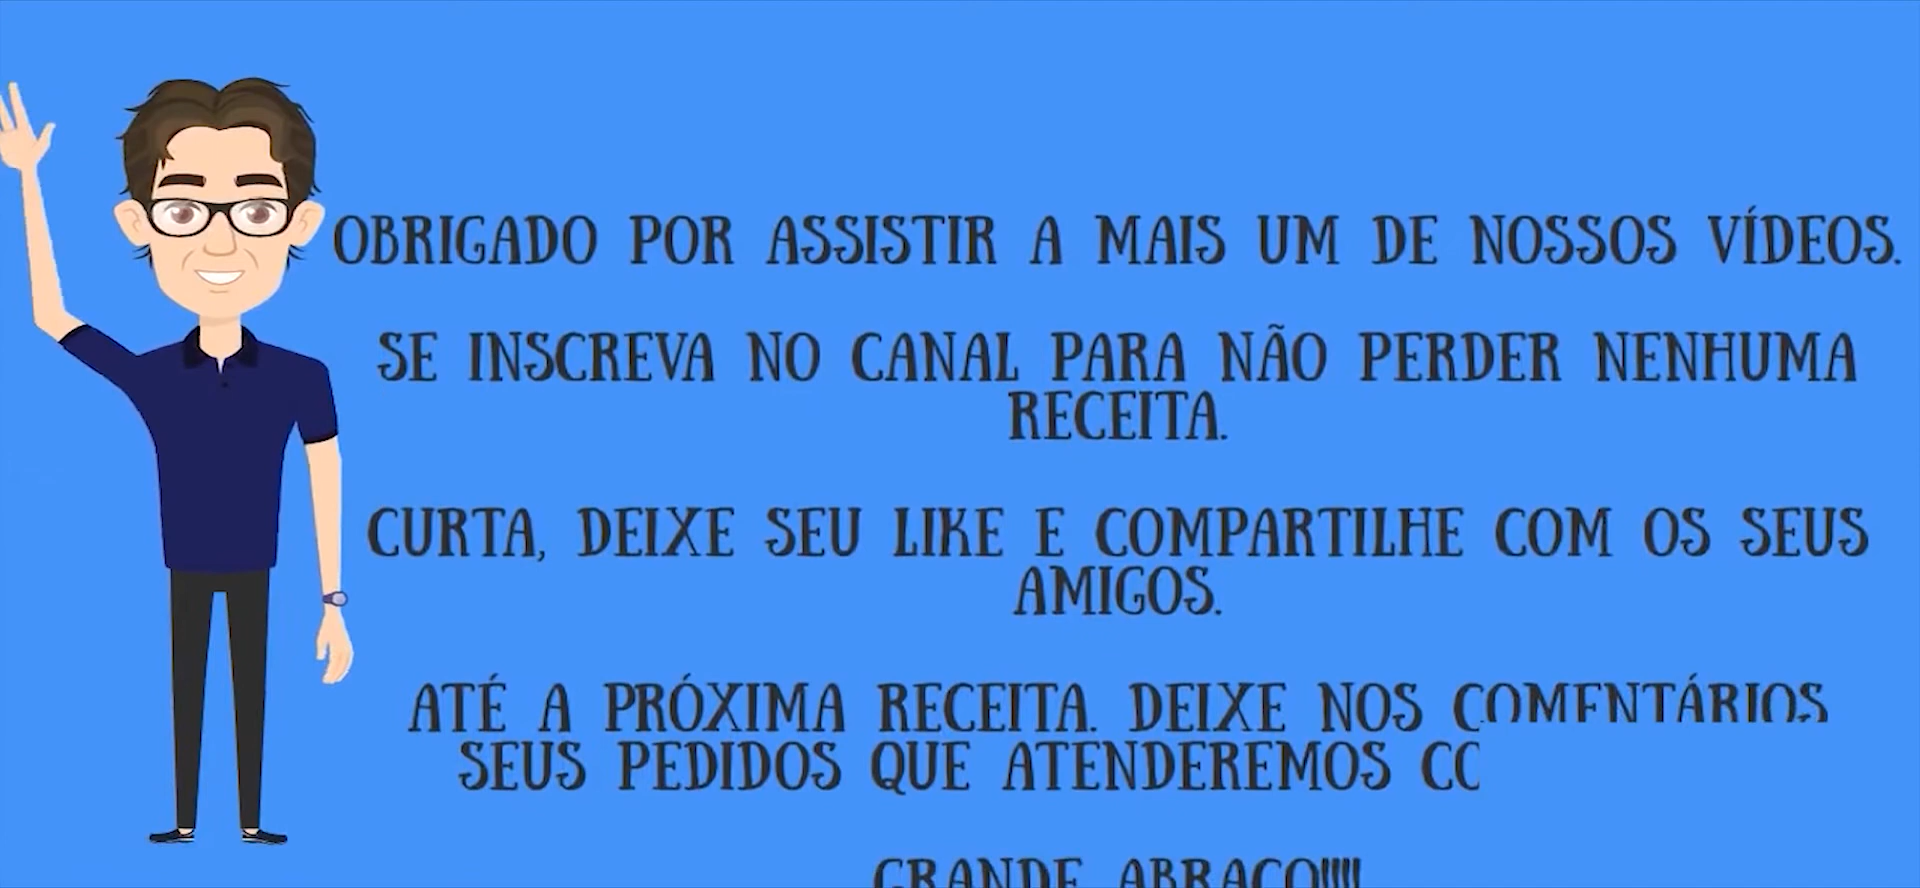 OBRIGADO POR ASSISTIR A MAIS UM DE NOSSOS VÍDEOS.
SE INSCREVA NO CANAL PARA NÃO PERDER NENHUMA
RECEITA.
CURTA, DEIXE SEU LIKE E COMPARTILHE COM OS SEUS
AMIGOS.
ATÉ A PRÓXIMA RECEITA. DEIXE NOS COMENTÁRIOS
SEUS PEDIDOS QUE ATENDEREMOS
GRANDE ABRAÇO!!!!